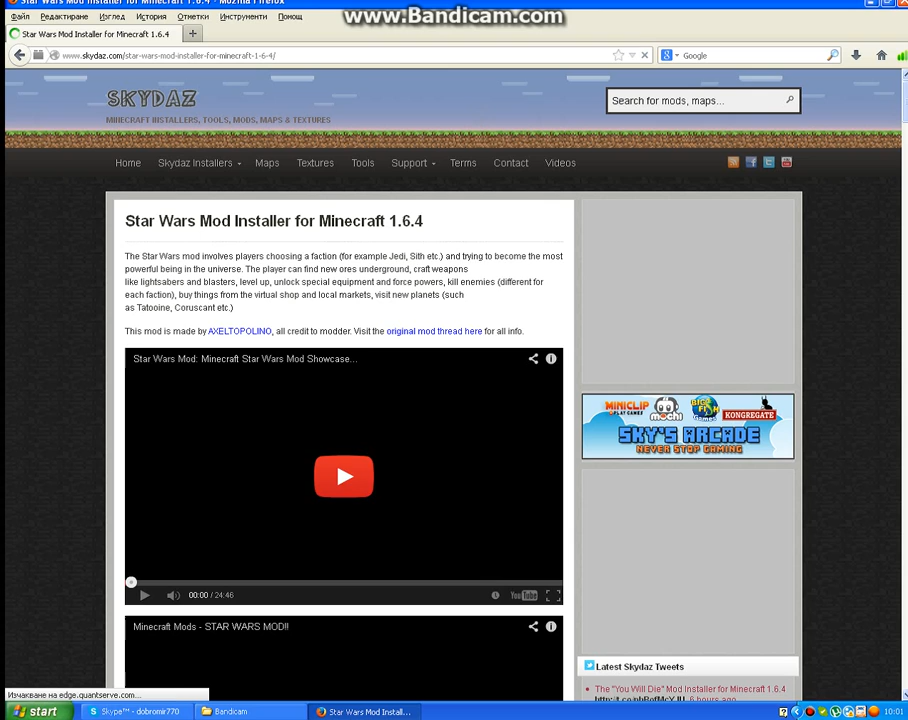 Star Wars Mod Installer for Minecraft 1.6.4 - Mozilla Firefox
www.Bandicam.com
Файл Редактиране Изглед История Отметки Инструменти Помощ
Star Wars Mod Installer for Minecraft 1.6.4
www.skydaz.com/star-wars-mod-installer-for-minecraft-1-6-4/
Google
SKYDAZ
MINECRAFT INSTALLERS, TOOLS, MODS, MAPS & TEXTURES
Search for mods, maps...
Home Skydaz Installers Maps Textures Tools Support Terms Contact Videos
Star Wars Mod Installer for Minecraft 1.6.4
The Star Wars mod involves players choosing a faction (for example Jedi, Sith etc.) and trying to become the most
powerful being in the universe. The player can find new ores underground, craft weapons
like lightsabers and blasters, level up, unlock special equipment and force powers, kill enemies (different for
each faction), buy things from the virtual shop and local markets, visit new planets (such
as Tatooine, Coruscant etc.)
This mod is made by AXELTOPOLINO, all credit to modder. Visit the original mod thread here for all info.
Star Wars Mod: Minecraft Star Wars Mod Showcase...
00:00 / 24:46
YouTube
Minecraft Mods - STAR WARS MOD!!
MINICLIP
PLAY GAMES
mochi
BIG FISH
Games
KONGREGATE
SKY'S ARCADE
NEVER STOP GAMING
Latest Skydaz Tweets
The "You Will Die" Mod Installer for Minecraft 1.6.4
6 hours ago
Изчакване на edge.quantserve.com...
start
Skype™ - dobromir770
Bandicam
Star Wars Mod Install...
10:01